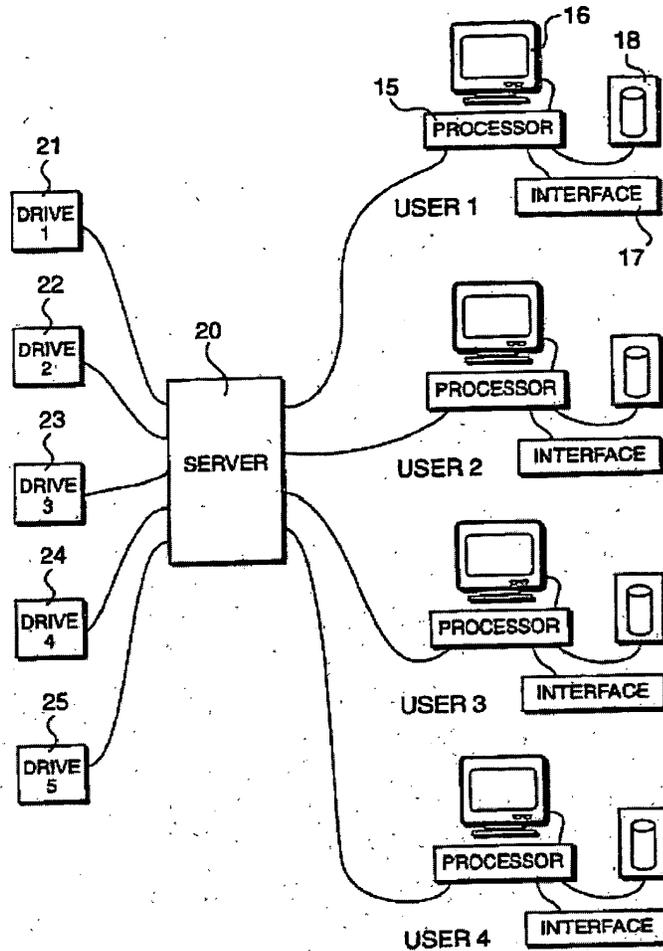 16
18
15
PROCESSOR
21
DRIVE
1
USER 1
INTERFACE
17
22
DRIVE
2
20
PROCESSOR
SERVER
USER 2
INTERFACE
23
DRIVE
3
24
DRIVE
4
PROCESSOR
USER 3
INTERFACE
25
DRIVE
5
PROCESSOR
USER 4
INTERFACE